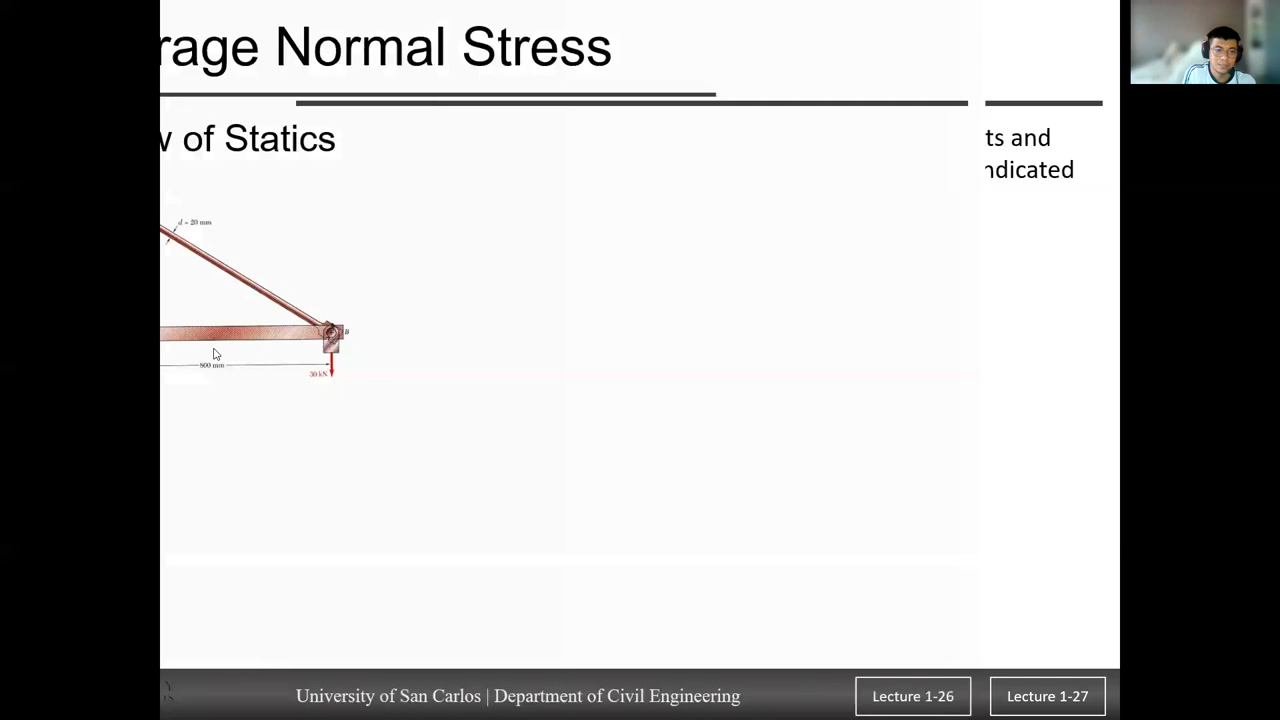 rage Normal Stress
w of Statics
ts and
ndicated
d = 20 mm
B
800 mm
30 kN
University of San Carlos | Department of Civil Engineering
Lecture 1-26
Lecture 1-27